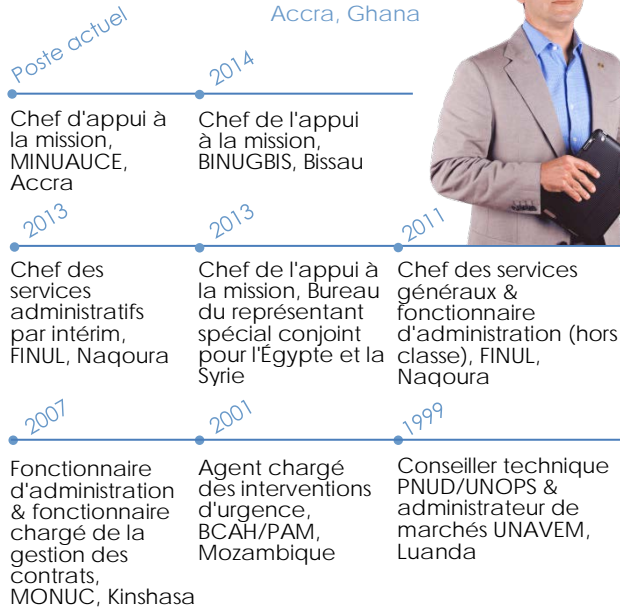 Accra, Ghana
Poste actuel
2014
Chef d'appui à
la mission,
MINUAUCE,
Accra
Chef de l'appui
à la mission,
BINUGBIS, Bissau
2013
2013
2011
Chef des
services
administratifs
par intérim,
FINUL, Naqoura
Chef de l'appui à
la mission, Bureau
du représentant
spécial conjoint
pour l'Égypte et la
Syrie
Chef des services
généraux &
fonctionnaire
d'administration (hors
classe), FINUL,
Naqoura
2007
2001
1999
Fonctionnaire
d'administration
& fonctionnaire
chargé de la
gestion des
contrats,
MONUC, Kinshasa
Agent chargé
des interventions
d'urgence,
BCAH/PAM,
Mozambique
Conseiller technique
PNUD/UNOPS &
administrateur de
marchés UNAVEM,
Luanda